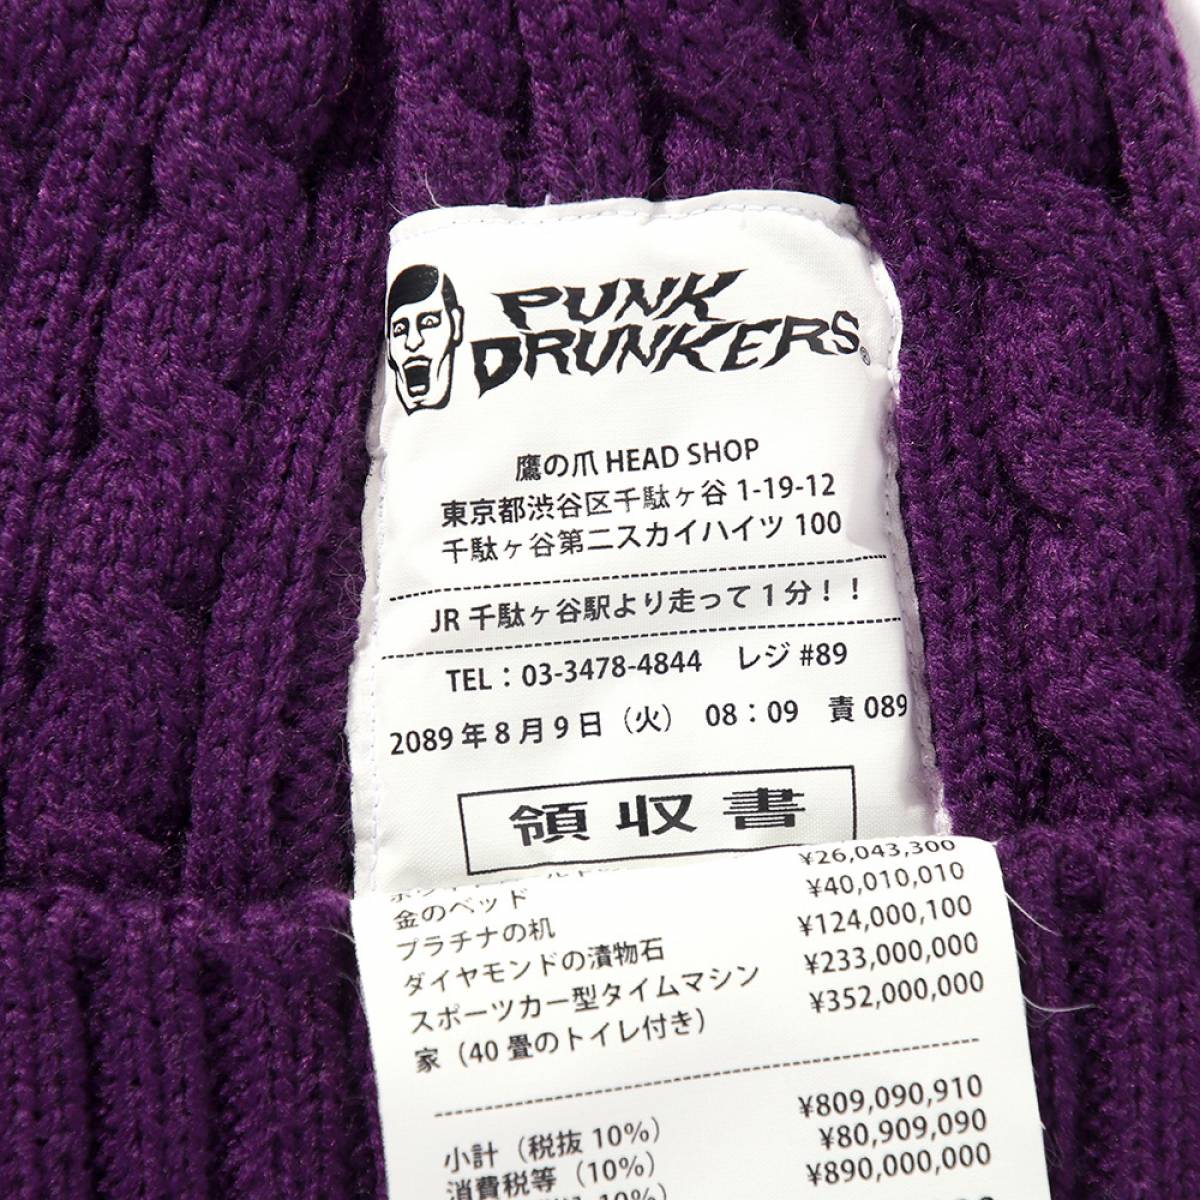 PUNK
DRUNKERS®
鷹の爪 HEAD SHOP
東京都渋谷区千駄ヶ谷 1-19-12
千駄ヶ谷第二スカイハイツ 100
JR 千駄ヶ谷駅より走って 1 分！！
TEL：03-3478-4844 レジ #89
2089 年 8 月 9 日（火） 08：09 責 089
領収書
¥26,043,300
金のベッド ¥40,010,010
プラチナの机 ¥124,000,100
ダイヤモンドの漬物石 ¥233,000,000
スポーツカー型タイムマシン ¥352,000,000
家（40 畳のトイレ付き）
小計（税抜 10%） ¥809,090,910
消費税等（10%） ¥80,909,090
10%） ¥890,000,000